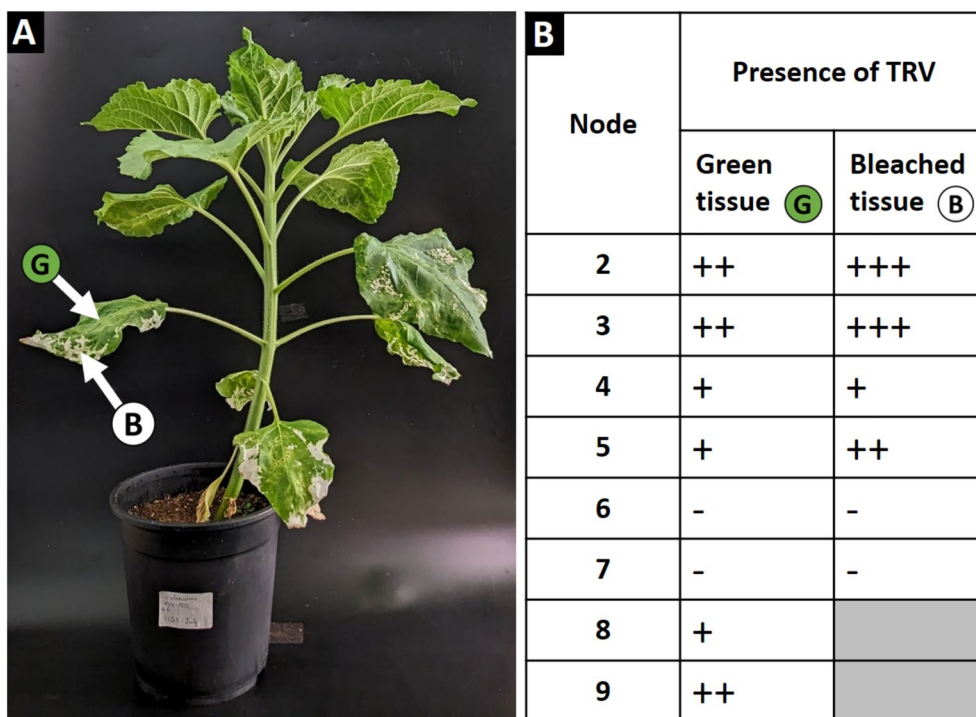 A
G
B
B
Node
Presence of TRV
Green tissue G
Bleached tissue B
2 ++ +++
3 ++ +++
4 + +
5 + ++
6 - -
7 - -
8 +
9 ++